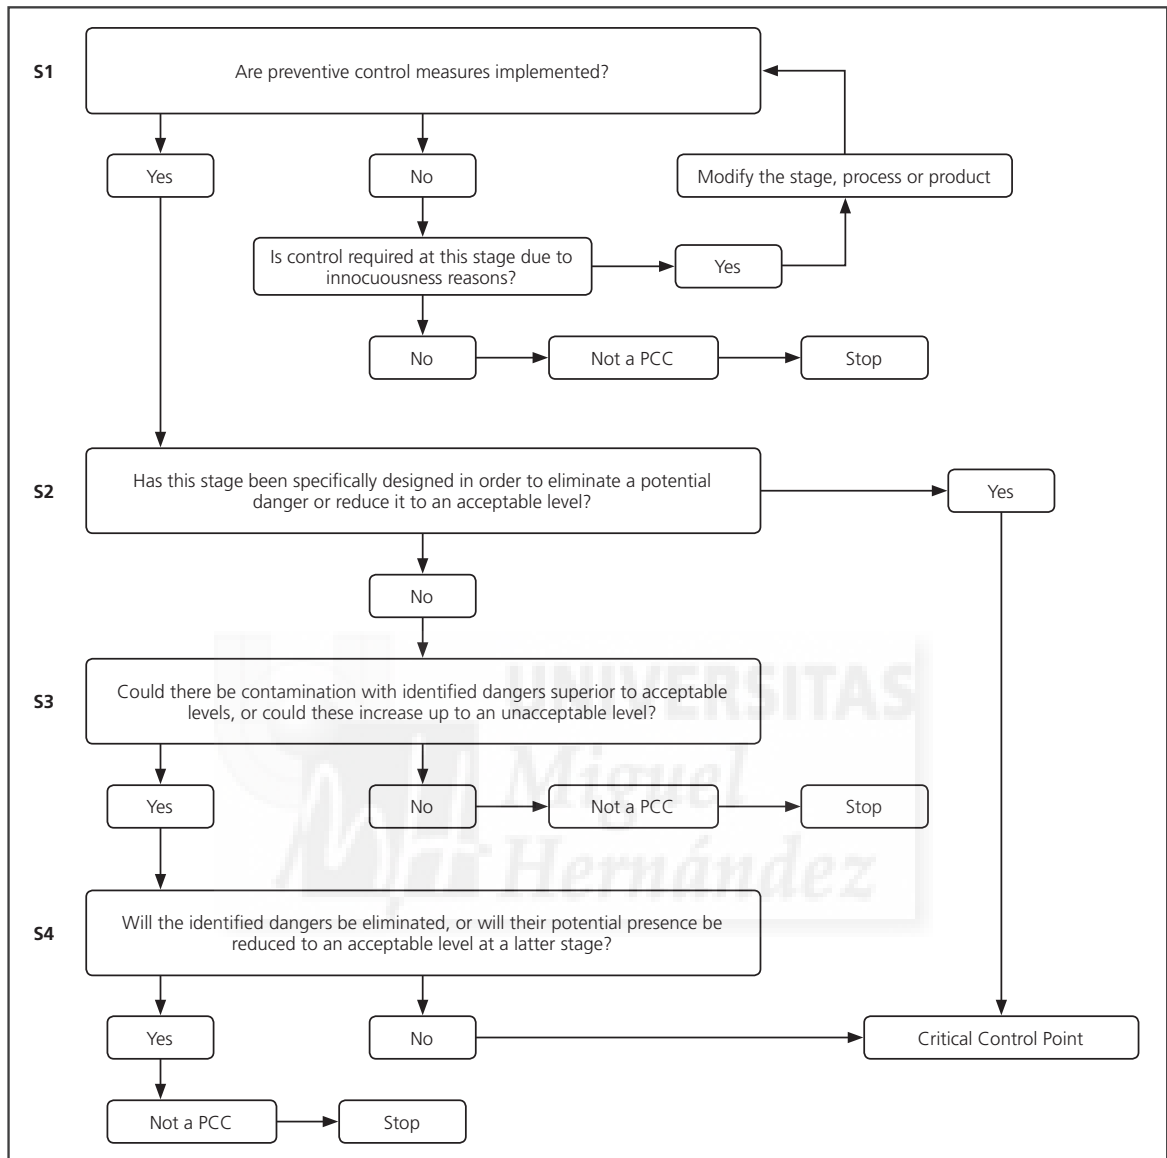 S1
Are preventive control measures implemented?
Yes
No
Modify the stage, process or product
Is control required at this stage due to
innocuousness reasons?
Yes
No
Not a PCC
Stop
S2
Has this stage been specifically designed in order to eliminate a potential
danger or reduce it to an acceptable level?
Yes
No
S3
Could there be contamination with identified dangers superior to acceptable
levels, or could these increase up to an unacceptable level?
UNIVERSITAS
Miguel
Hernández
Yes
No
Not a PCC
Stop
S4
Will the identified dangers be eliminated, or will their potential presence be
reduced to an acceptable level at a latter stage?
Yes
No
Critical Control Point
Not a PCC
Stop